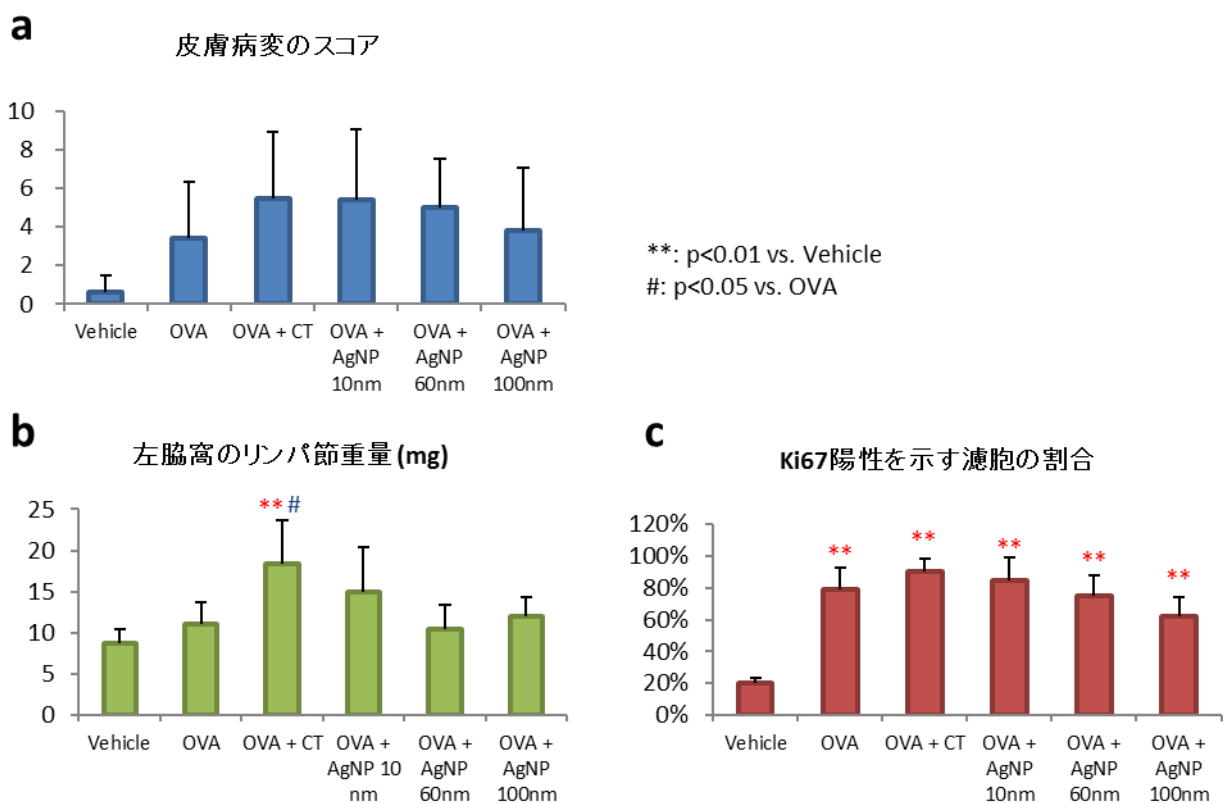 a
皮膚病変のスコア
10
8
6
4
2
0
Vehicle
OVA
OVA + CT
OVA +
AgNP
10nm
OVA +
AgNP
60nm
OVA +
AgNP
100nm
**: p<0.01 vs. Vehicle
#: p<0.05 vs. OVA
b
左脇窩のリンパ節重量 (mg)
** #
25
20
15
10
5
0
Vehicle
OVA
OVA + CT
OVA +
AgNP 10
nm
OVA +
AgNP
60nm
OVA +
AgNP
100nm
c
Ki67陽性を示す濾胞の割合
120%
100%
80%
60%
40%
20%
0%
**
**
**
**
**
Vehicle
OVA
OVA + CT
OVA +
AgNP
10nm
OVA +
AgNP
60nm
OVA +
AgNP
100nm